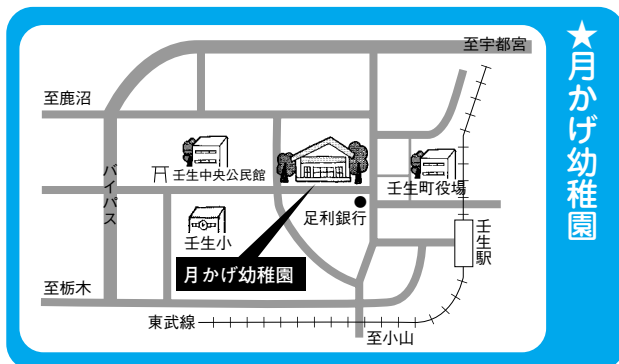 ★月かげ幼稚園
至宇都宮
至鹿沼
バイパス
壬生中央公民館
壬生町役場
足利銀行
壬生小
壬生駅
月かげ幼稚園
至栃木
東武線
至小山